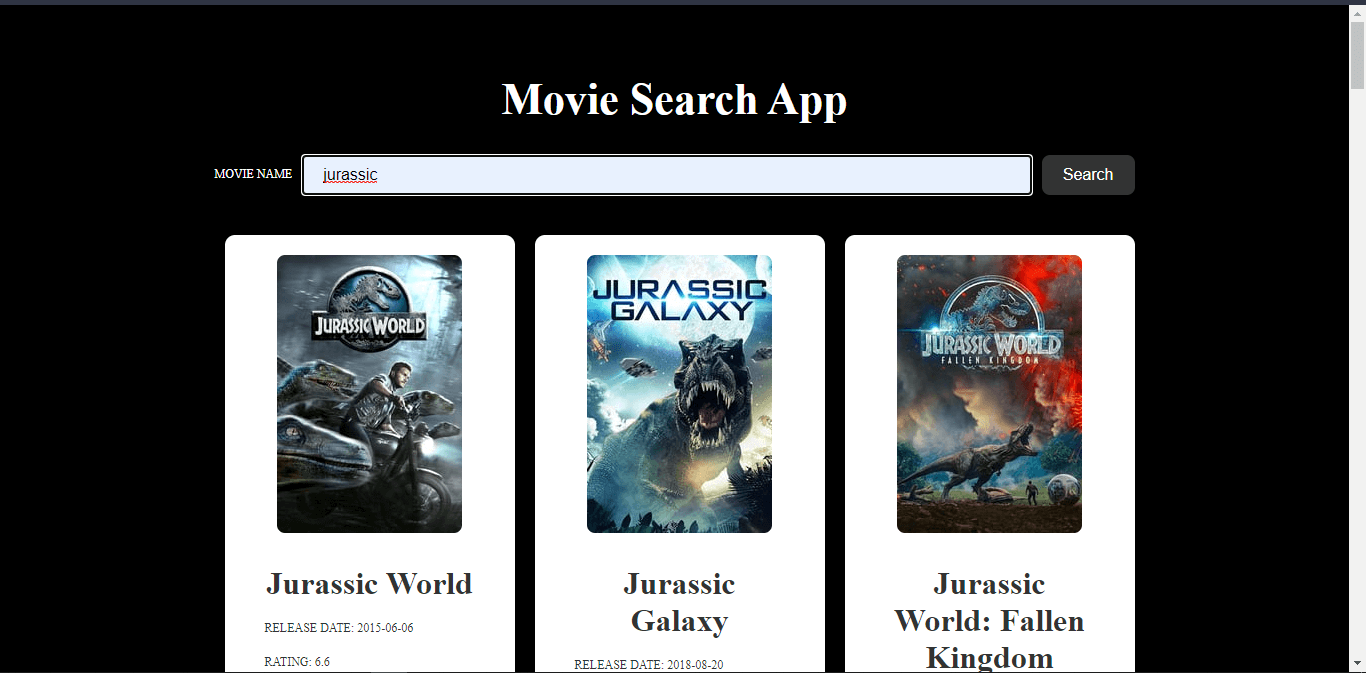 Movie Search App
MOVIE NAME
jurassic
Search
JURASSIC WORLD
JURASSIC
GALAXY
JURASSIC WORLD
FALLEN KINGDOM
Jurassic World
RELEASE DATE: 2015-06-06
RATING: 6.6
Jurassic
Galaxy
RELEASE DATE: 2018-08-20
Jurassic
World: Fallen
Kingdom